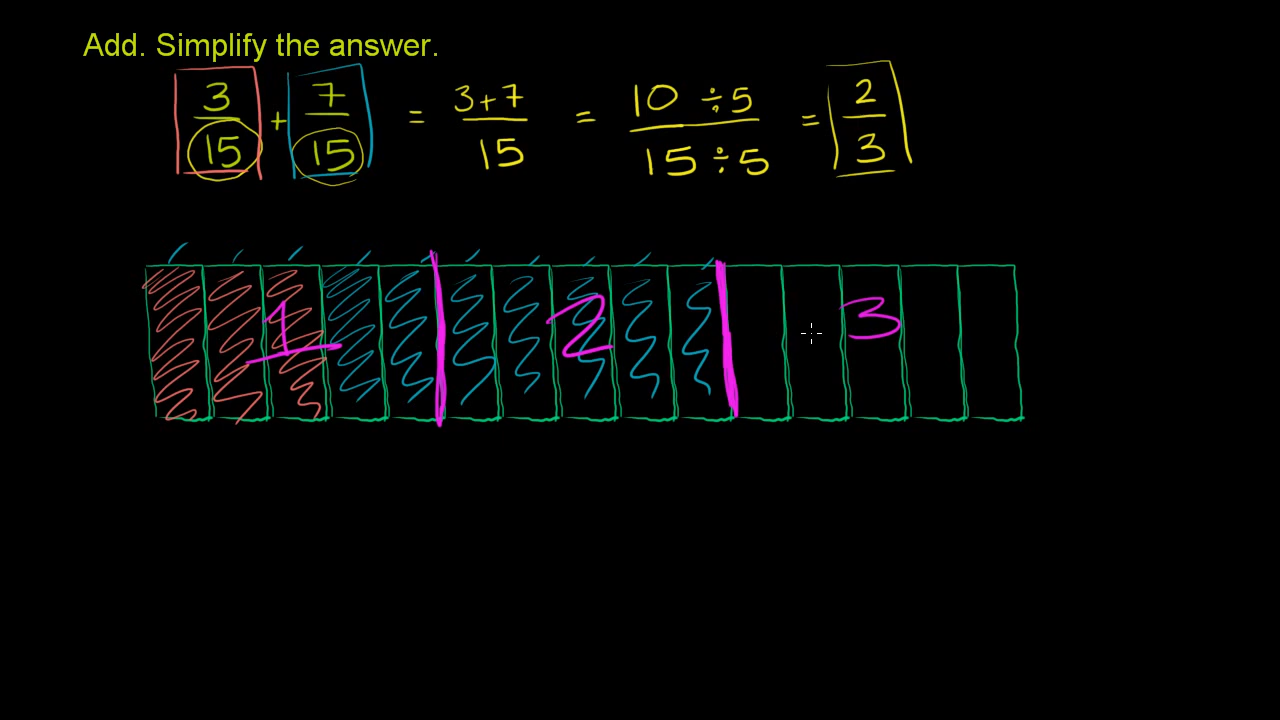 Add. Simplify the answer.
3/15 + 7/15 = 3+7/15 = 10÷5/15÷5 = 2/3
1 2 3